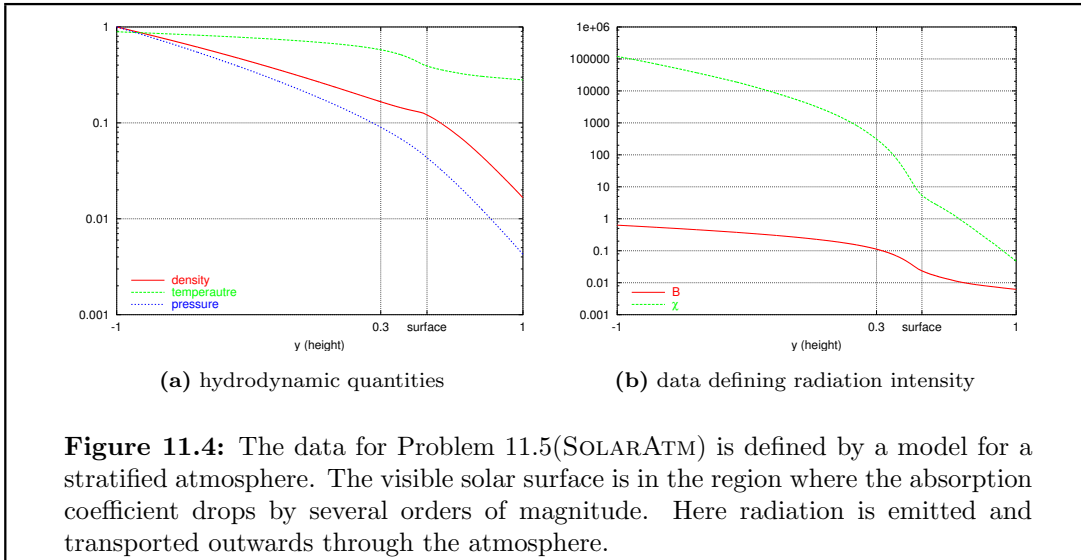 1
0.1
0.01
0.001
-1
0.3
surface
1
y (height)
density
temperautre
pressure
(a) hydrodynamic quantities
1e+06
100000
10000
1000
100
10
1
0.1
0.01
0.001
-1
0.3
surface
1
y (height)
B
χ
(b) data defining radiation intensity
Figure 11.4: The data for Problem 11.5(SOLARATM) is defined by a model for a
stratified atmosphere. The visible solar surface is in the region where the absorption
coefficient drops by several orders of magnitude. Here radiation is emitted and
transported outwards through the atmosphere.